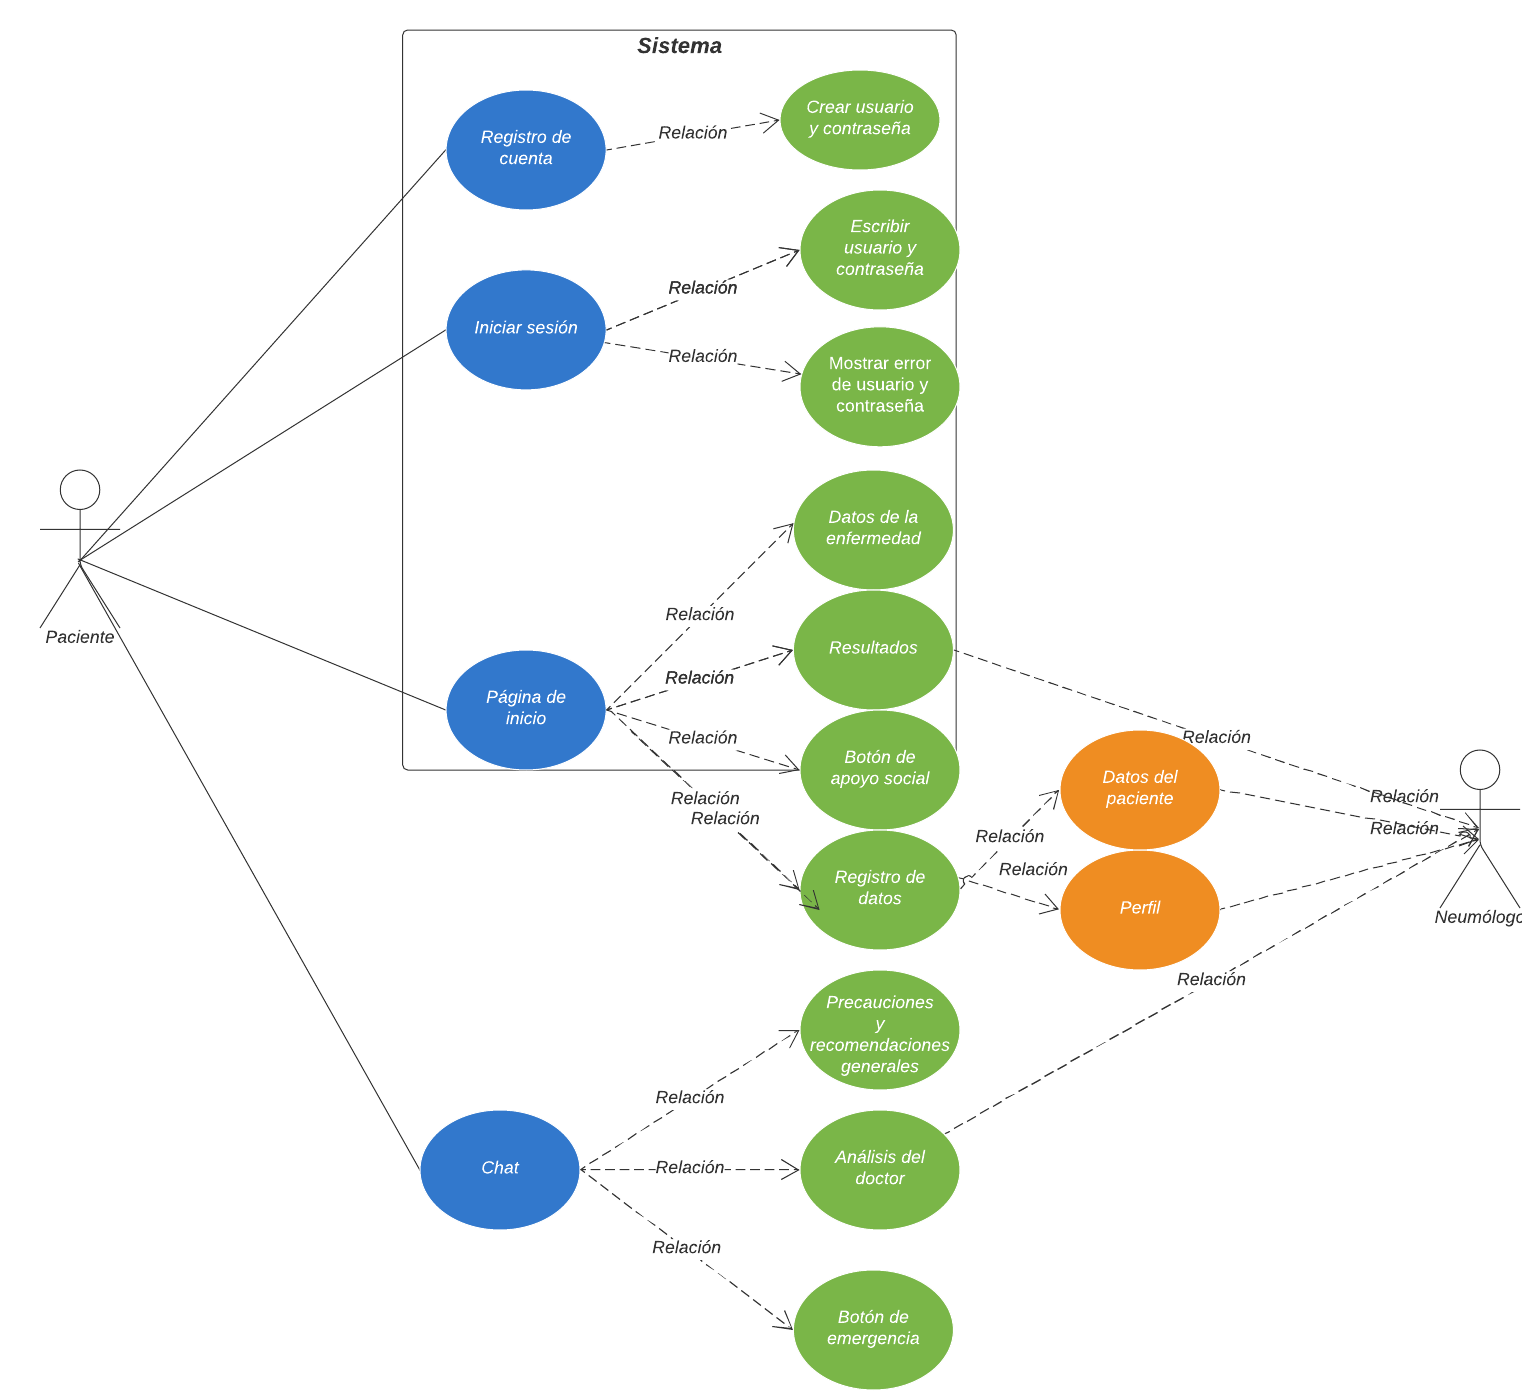 Sistema
Crear usuario
y contraseña
Registro de
cuenta
Relación
Escribir
usuario y
contraseña
Relación
Iniciar sesión
Relación
Mostrar error
de usuario y
contraseña
Datos de la
enfermedad
Relación
Paciente
Resultados
Relación
Página de
inicio
Relación
Relación
Botón de
apoyo social
Datos del
paciente
Relación
Relación
Relación
Relación
Relación
Relación
Registro de
datos
Perfil
Neumólogo
Relación
Precauciones
y
recomendaciones
generales
Relación
Chat
Relación
Análisis del
doctor
Relación
Botón de
emergencia